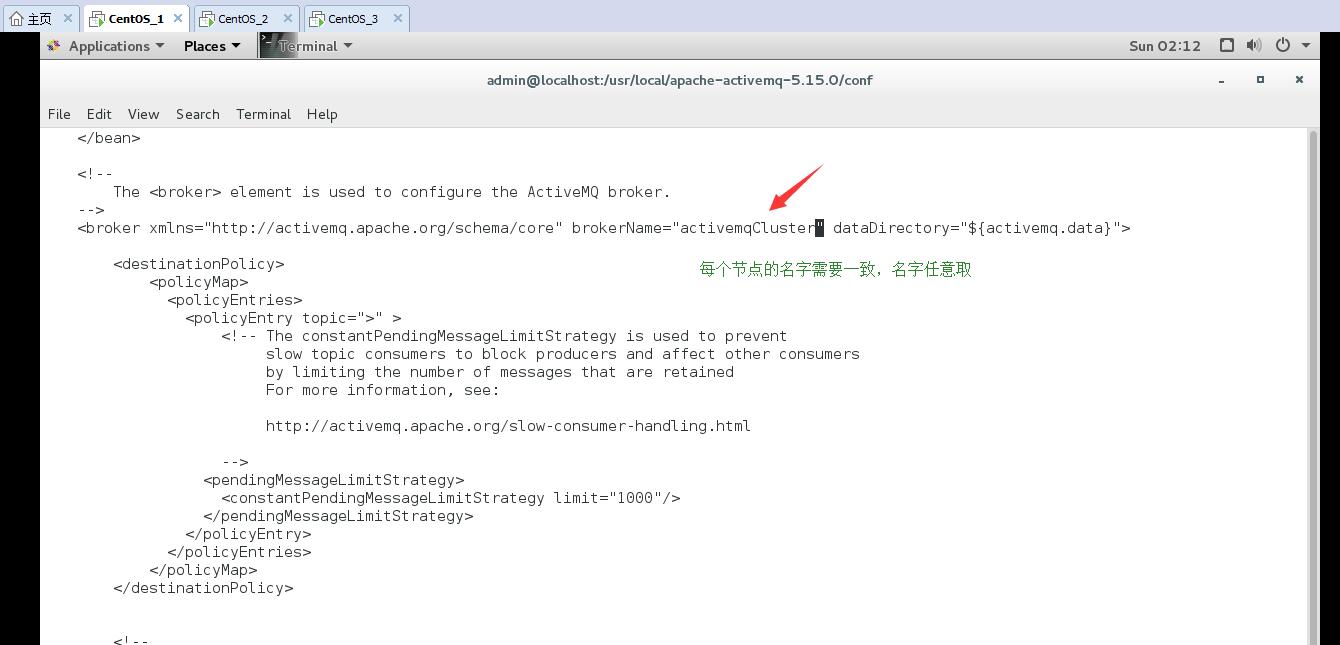 主页 CentOS_1 CentOS_2 CentOS_3
Applications Places Terminal Sun 02:12
admin@localhost:/usr/local/apache-activemq-5.15.0/conf
File Edit View Search Terminal Help
</bean>
<!--
The <broker> element is used to configure the ActiveMQ broker.
-->
<broker xmlns="http://activemq.apache.org/schema/core" brokerName="activemqCluster" dataDirectory="${activemq.data}">
每个节点的名字需要一致，名字任意取
<destinationPolicy>
<policyMap>
<policyEntries>
<policyEntry topic=">" >
<!-- The constantPendingMessageLimitStrategy is used to prevent
slow topic consumers to block producers and affect other consumers
by limiting the number of messages that are retained
For more information, see:
http://activemq.apache.org/slow-consumer-handling.html
-->
<pendingMessageLimitStrategy>
<constantPendingMessageLimitStrategy limit="1000"/>
</pendingMessageLimitStrategy>
</policyEntry>
</policyEntries>
</policyMap>
</destinationPolicy>
<!--